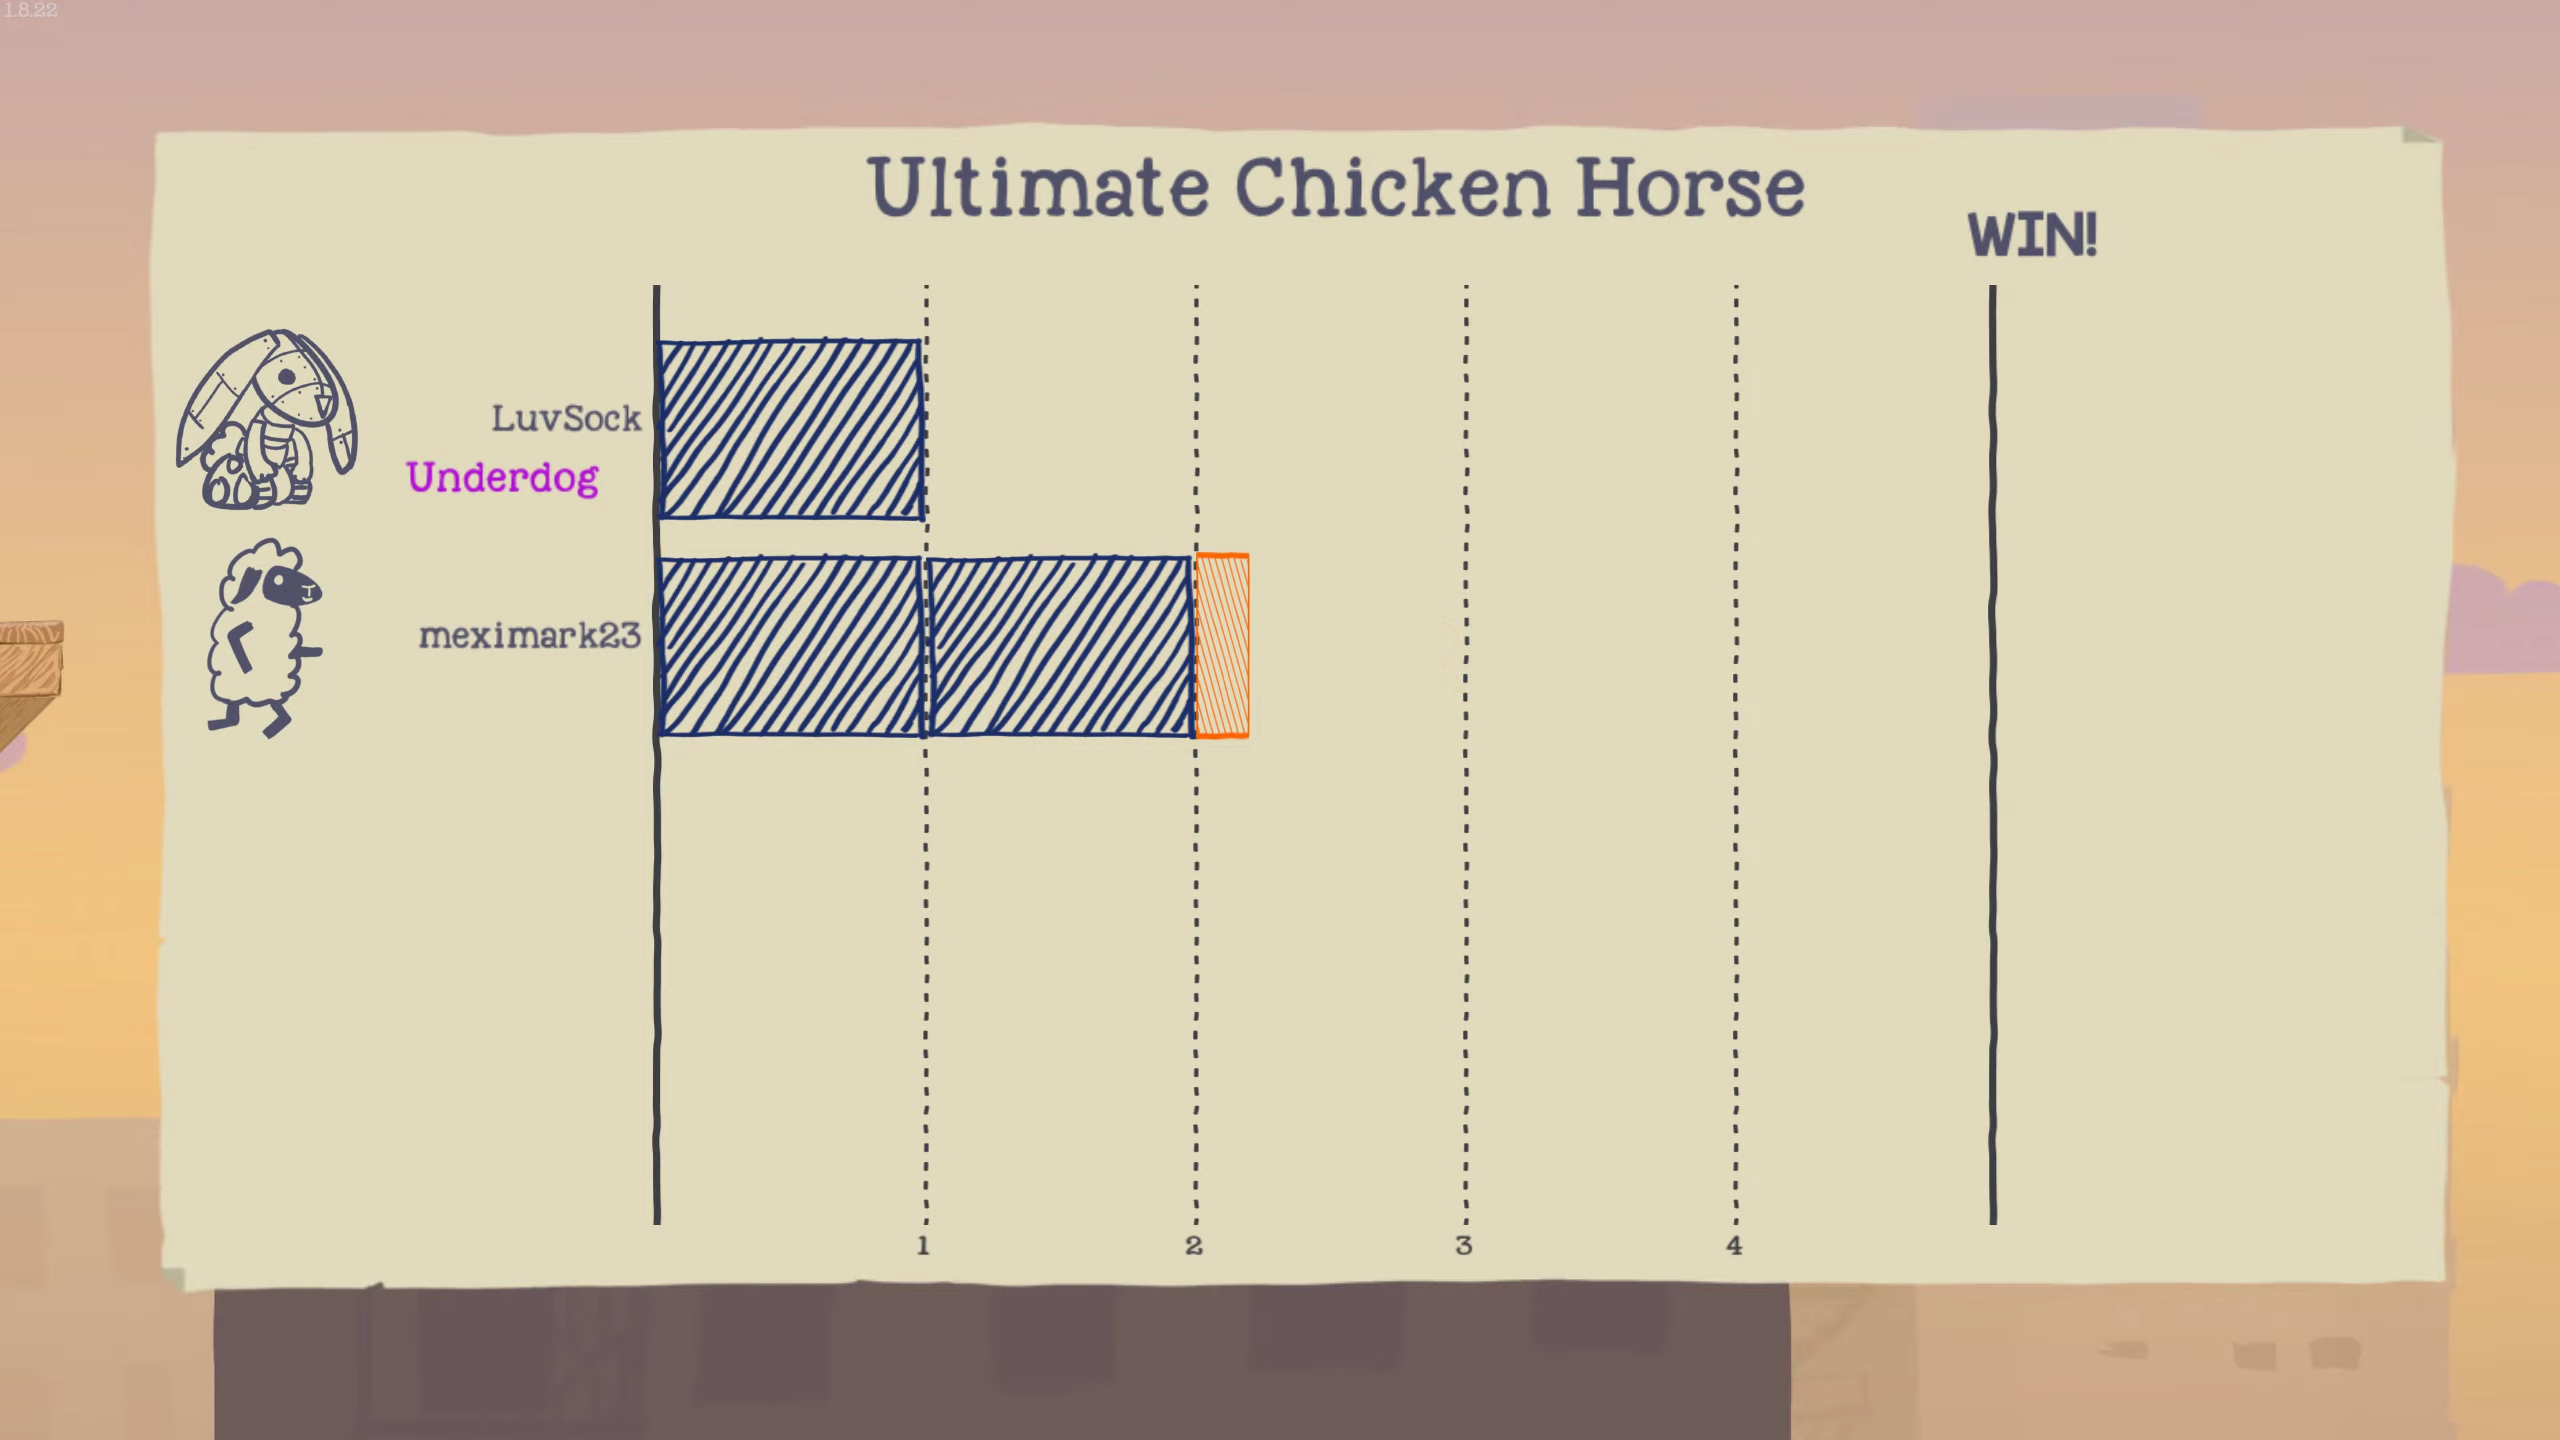 1.8.22
Ultimate Chicken Horse
WIN!
LuvSock
Underdog
meximark23
1 2 3 4